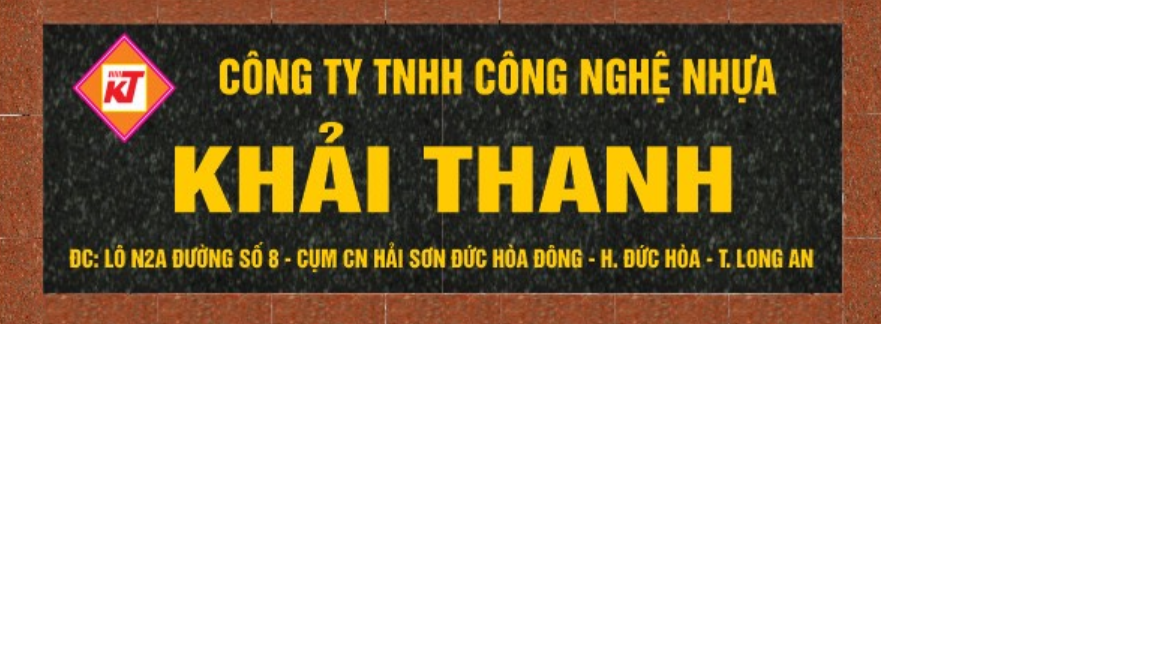 KT
CÔNG TY TNHH CÔNG NGHỆ NHỰA
KHẢI THANH
ĐC: LÔ N2A ĐƯỜNG SỐ 8 - CỤM CN HẢI SƠN ĐỨC HÒA ĐÔNG - H. ĐỨC HÒA - T. LONG AN